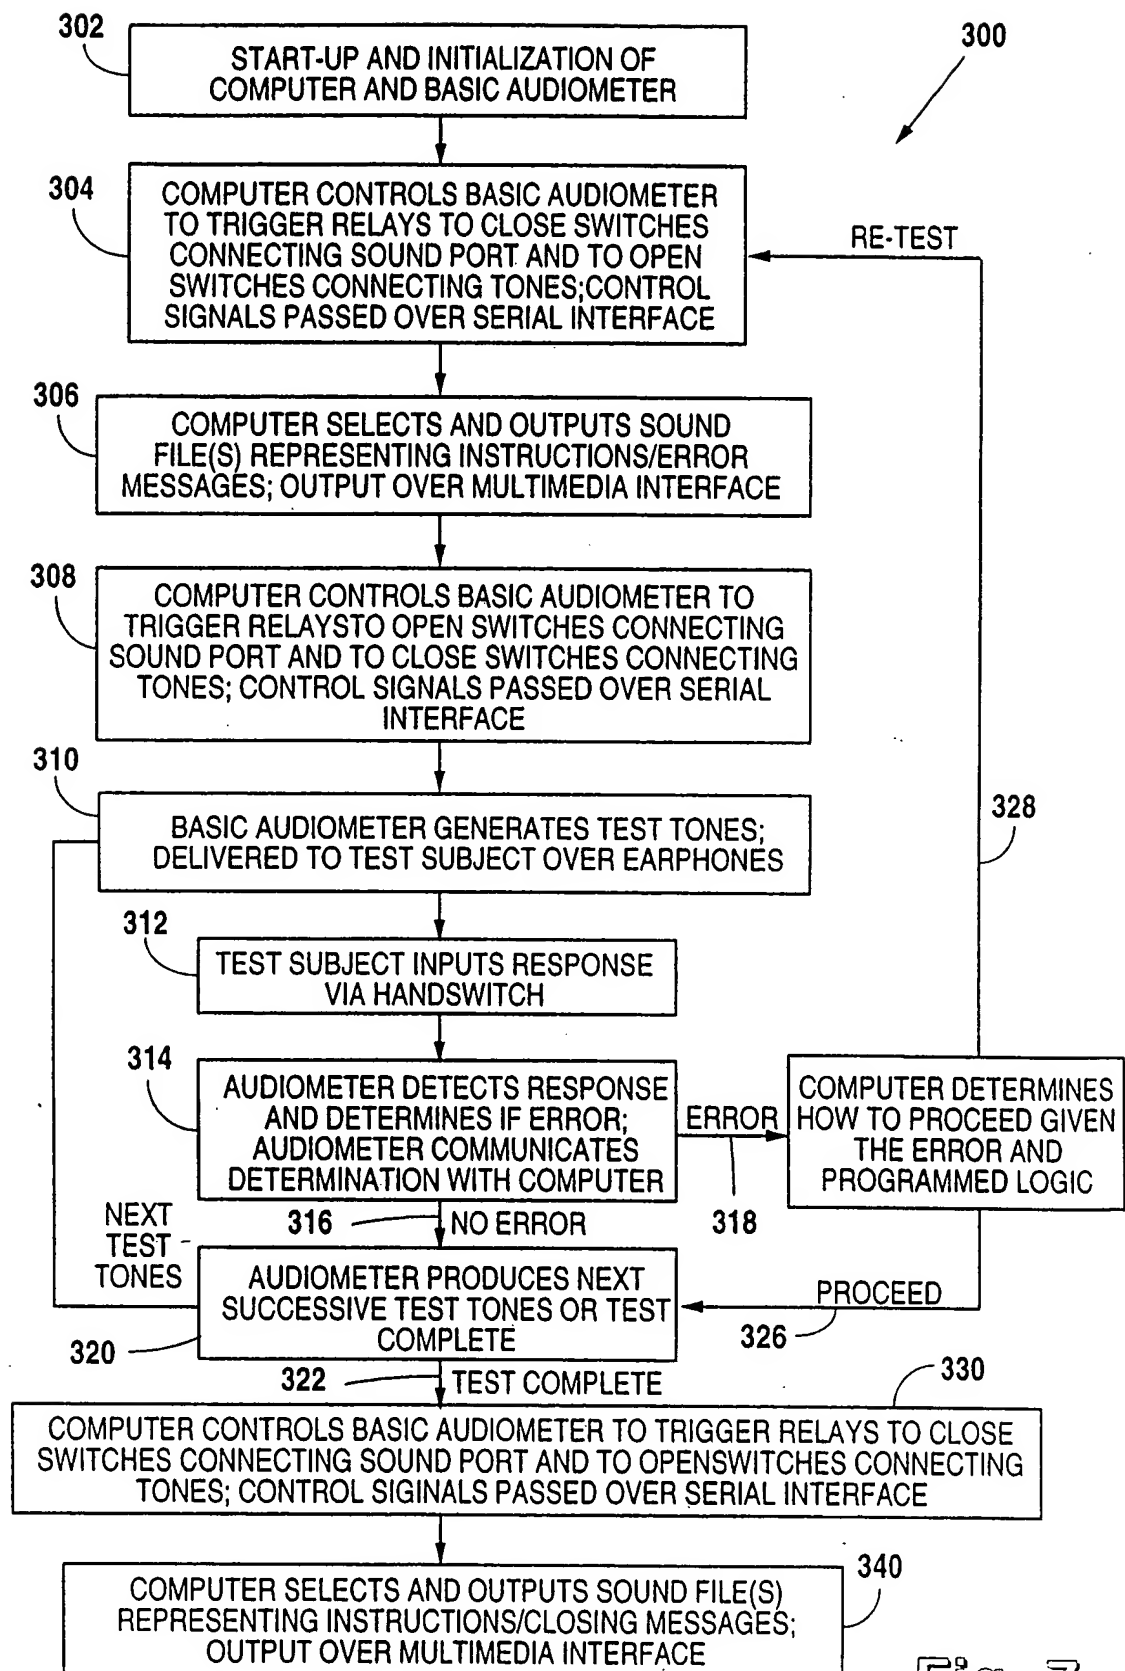 302
300
START-UP AND INITIALIZATION OF
COMPUTER AND BASIC AUDIOMETER
304
COMPUTER CONTROLS BASIC AUDIOMETER
TO TRIGGER RELAYS TO CLOSE SWITCHES
CONNECTING SOUND PORT AND TO OPEN
SWITCHES CONNECTING TONES;CONTROL
SIGNALS PASSED OVER SERIAL INTERFACE
RE-TEST
306
COMPUTER SELECTS AND OUTPUTS SOUND
FILE(S) REPRESENTING INSTRUCTIONS/ERROR
MESSAGES; OUTPUT OVER MULTIMEDIA INTERFACE
308
COMPUTER CONTROLS BASIC AUDIOMETER TO
TRIGGER RELAYSTO OPEN SWITCHES CONNECTING
SOUND PORT AND TO CLOSE SWITCHES CONNECTING
TONES; CONTROL SIGNALS PASSED OVER SERIAL
INTERFACE
310
BASIC AUDIOMETER GENERATES TEST TONES;
DELIVERED TO TEST SUBJECT OVER EARPHONES
328
312
TEST SUBJECT INPUTS RESPONSE
VIA HANDSWITCH
314
AUDIOMETER DETECTS RESPONSE
AND DETERMINES IF ERROR;
AUDIOMETER COMMUNICATES
DETERMINATION WITH COMPUTER
ERROR
318
COMPUTER DETERMINES
HOW TO PROCEED GIVEN
THE ERROR AND
PROGRAMMED LOGIC
316
NO ERROR
NEXT
TEST
TONES
AUDIOMETER PRODUCES NEXT
SUCCESSIVE TEST TONES OR TEST
COMPLETE
PROCEED
326
320
322
TEST COMPLETE
330
COMPUTER CONTROLS BASIC AUDIOMETER TO TRIGGER RELAYS TO CLOSE
SWITCHES CONNECTING SOUND PORT AND TO OPENSWITCHES CONNECTING
TONES; CONTROL SIGINALS PASSED OVER SERIAL INTERFACE
340
COMPUTER SELECTS AND OUTPUTS SOUND FILE(S)
REPRESENTING INSTRUCTIONS/CLOSING MESSAGES;
OUTPUT OVER MULTIMEDIA INTERFACE